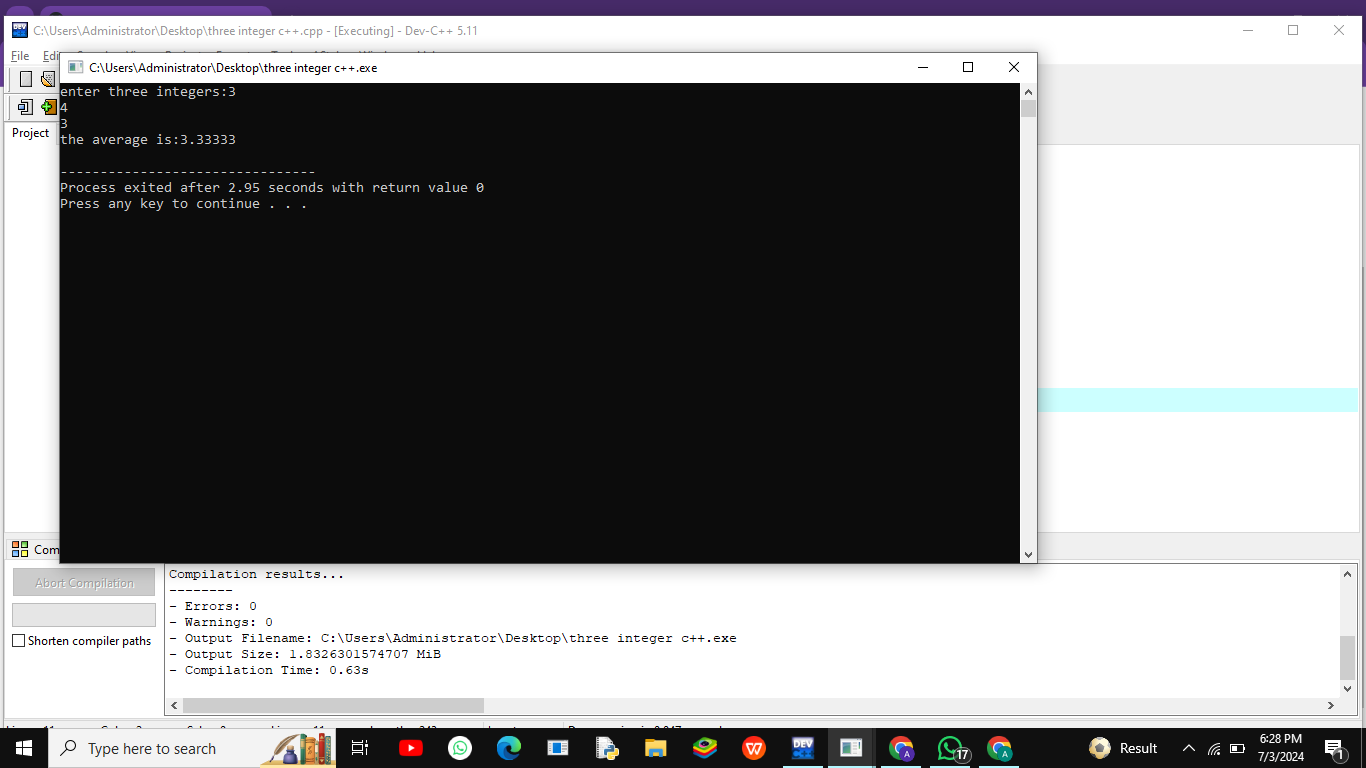 C:\Users\Administrator\Desktop\three integer c++.cpp - [Executing] - Dev-C++ 5.11
File
C:\Users\Administrator\Desktop\three integer c++.exe
enter three integers:3
4
3
the average is:3.33333
--------------------------------
Process exited after 2.95 seconds with return value 0
Press any key to continue . . .
Project
Abort Compilation
Shorten compiler paths
Compilation results...
--------
- Errors: 0
- Warnings: 0
- Output Filename: C:\Users\Administrator\Desktop\three integer c++.exe
- Output Size: 1.8326301574707 MiB
- Compilation Time: 0.63s
Type here to search
DEV
A
17
A
Result
6:28 PM
7/3/2024
1